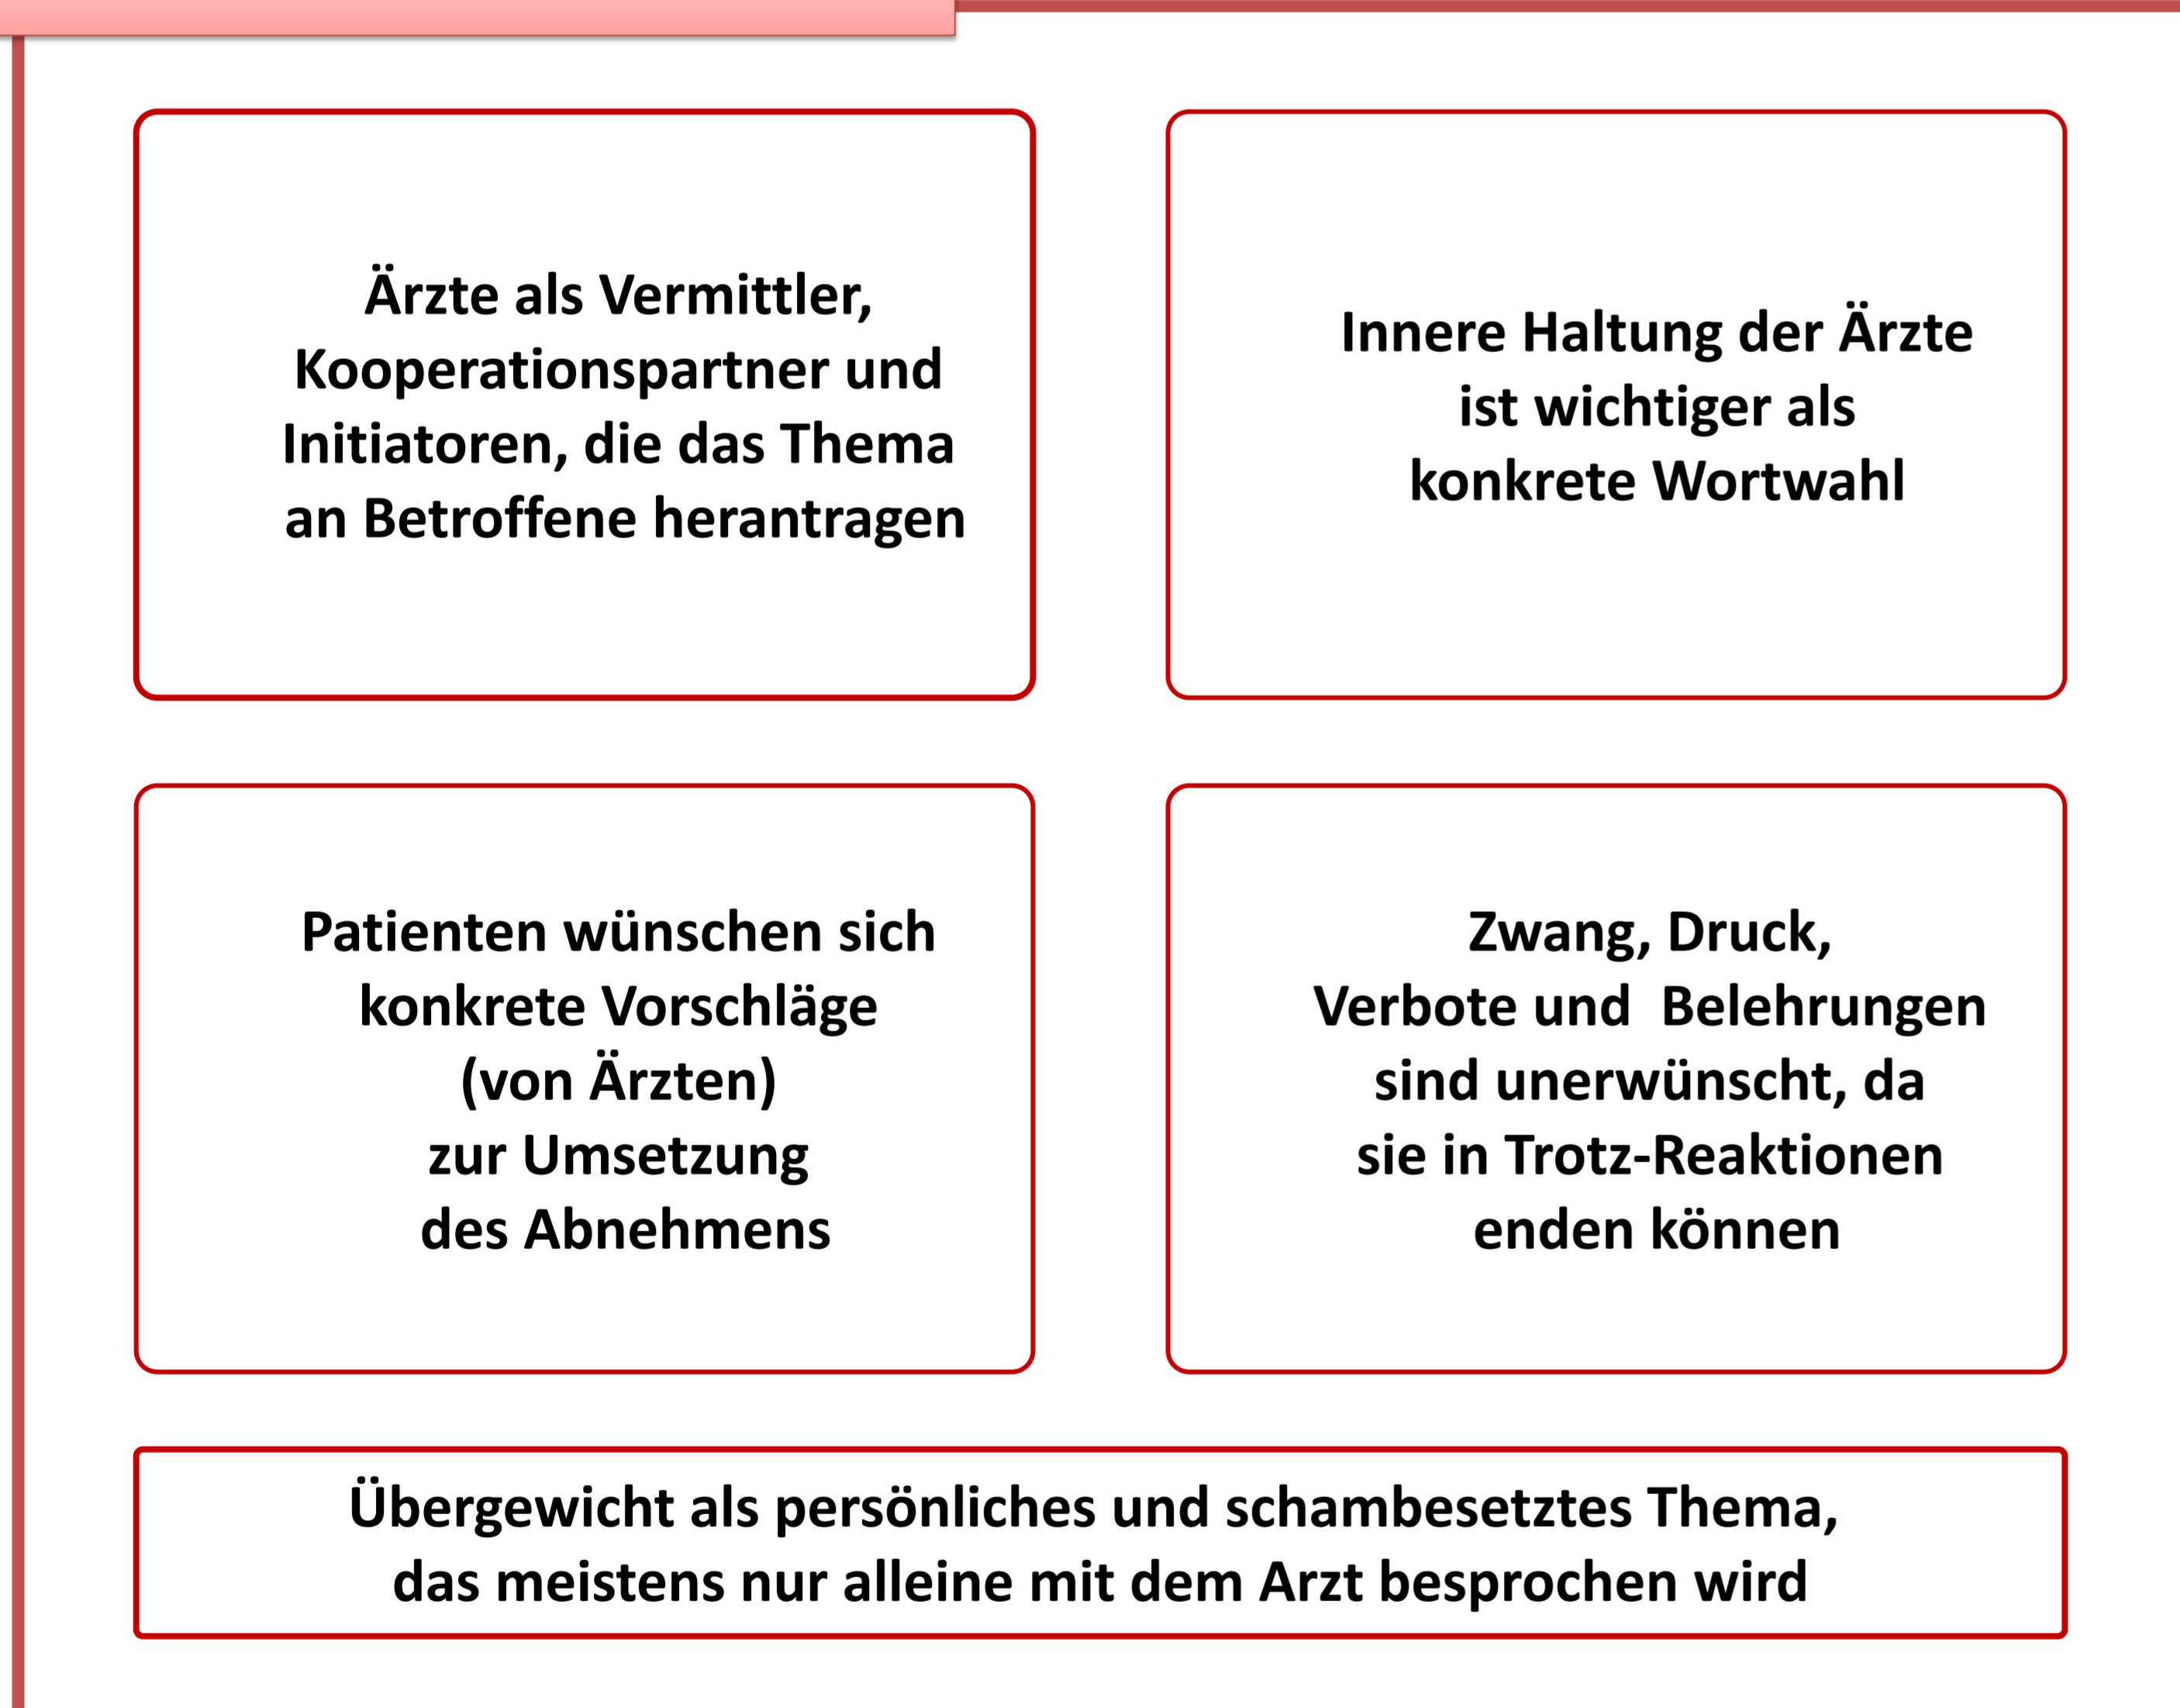 Ärzte als Vermittler,
Kooperationspartner und
Initiatoren, die das Thema
an Betroffene herantragen
Innere Haltung der Ärzte
ist wichtiger als
konkrete Wortwahl
Patienten wünschen sich
konkrete Vorschläge
(von Ärzten)
zur Umsetzung
des Abnehmens
Zwang, Druck,
Verbote und  Belehrungen
sind unerwünscht, da
sie in Trotz-Reaktionen
enden können
Übergewicht als persönliches und schambesetztes Thema,
das meistens nur alleine mit dem Arzt besprochen wird